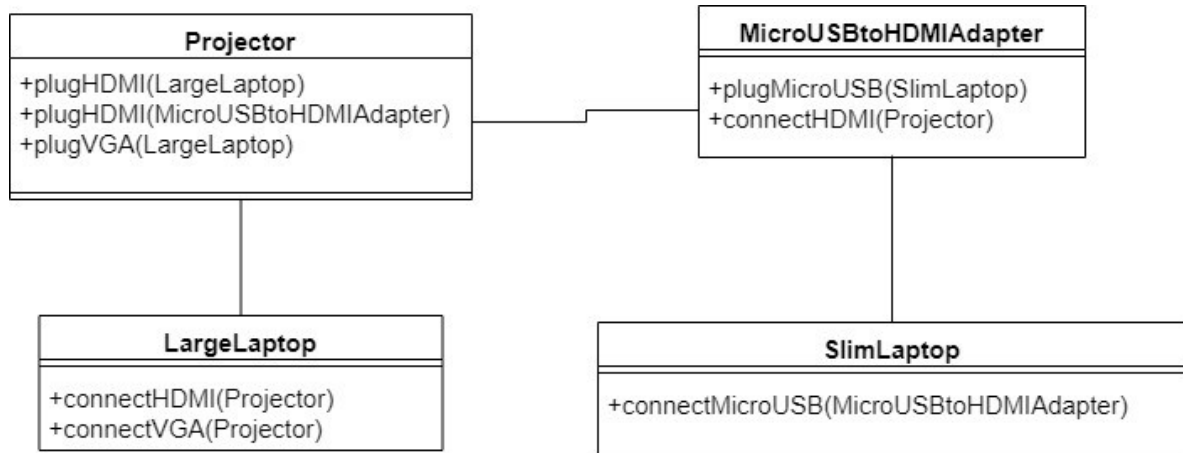 Projector
+plugHDMI(LargeLaptop)
+plugHDMI(MicroUSBtoHDMIAdapter)
+plugVGA(LargeLaptop)
MicroUSBtoHDMIAdapter
+plugMicroUSB(SlimLaptop)
+connectHDMI(Projector)
LargeLaptop
+connectHDMI(Projector)
+connectVGA(Projector)
SlimLaptop
+connectMicroUSB(MicroUSBtoHDMIAdapter)